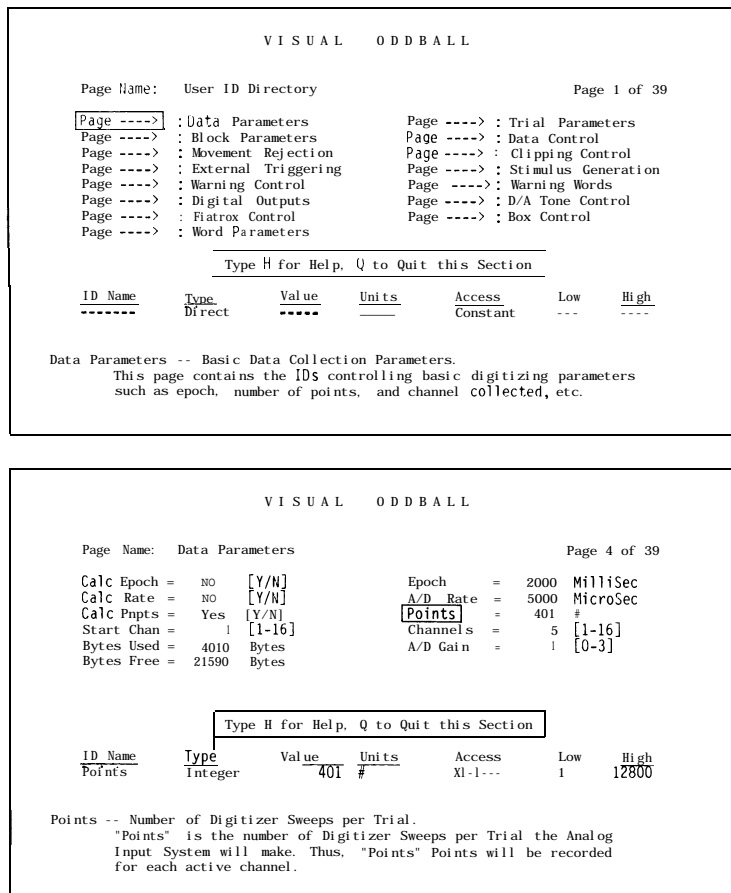 VISUAL ODDBALL
Page Name: User ID Directory Page 1 of 39
Page ----> : Data Parameters Page ----> : Trial Parameters
Page ----> : Block Parameters Page ----> : Data Control
Page ----> : Movement Rejection Page ----> : Clipping Control
Page ----> : External Triggering Page ----> : Stimulus Generation
Page ----> : Warning Control Page ----> : Warning Words
Page ----> : Digital Outputs Page ----> : D/A Tone Control
Page ----> : Fiatrox Control Page ----> : Box Control
Page ----> : Word Parameters
Type H for Help, Q to Quit this Section
ID Name Type Value Units Access Low High
------- Direct ----- ____ Constant --- ----
Data Parameters -- Basic Data Collection Parameters.
This page contains the IDs controlling basic digitizing parameters
such as epoch, number of points, and channel collected, etc.
VISUAL ODDBALL
Page Name: Data Parameters Page 4 of 39
Calc Epoch = NO [Y/N] Epoch = 2000 MilliSec
Calc Rate = NO [Y/N] A/D Rate = 5000 MicroSec
Calc Pnpts = Yes [Y/N] Points = 401 #
Start Chan = 1 [1-16] Channels = 5 [1-16]
Bytes Used = 4010 Bytes A/D Gain = 1 [0-3]
Bytes Free = 21590 Bytes
Type H for Help, Q to Quit this Section
ID Name Type Value Units Access Low High
Points Integer 401 # Xl-l--- 1 12800
Points -- Number of Digitizer Sweeps per Trial.
"Points" is the number of Digitizer Sweeps per Trial the Analog
Input System will make. Thus, "Points" Points will be recorded
for each active channel.